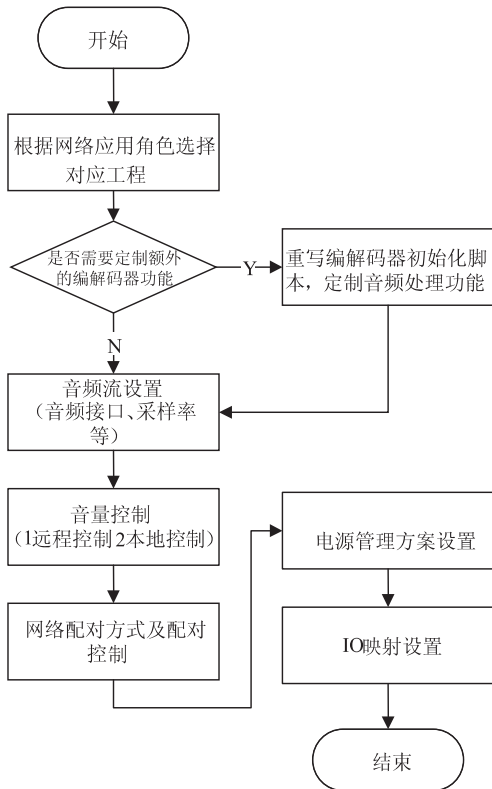 开始
根据网络应用角色选择
对应工程
是否需要定制额外
的编解码器功能
Y
重写编解码器初始化脚
本，定制音频处理功能
N
音频流设置
（音频接口、采样率
等）
音量控制
（1远程控制2本地控制）
网络配对方式及配对
控制
电源管理方案设置
IO映射设置
结束